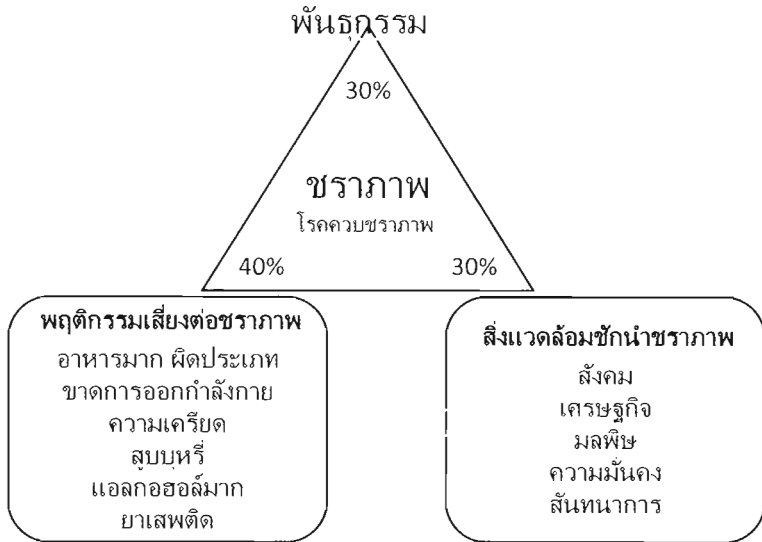 พันธุกรรม
30%
ชราภาพ
โรคควบชราภาพ
40%
30%
พฤติกรรมเสี่ยงต่อชราภาพ
อาหารมาก ผิดประเภท
ขาดการออกกำลังกาย
ความเครียด
สูบบุหรี่
แอลกอฮอล์มาก
ยาเสพติด
สิ่งแวดล้อมชักนำชราภาพ
สังคม
เศรษฐกิจ
มลพิษ
ความมั่นคง
สันทนาการ